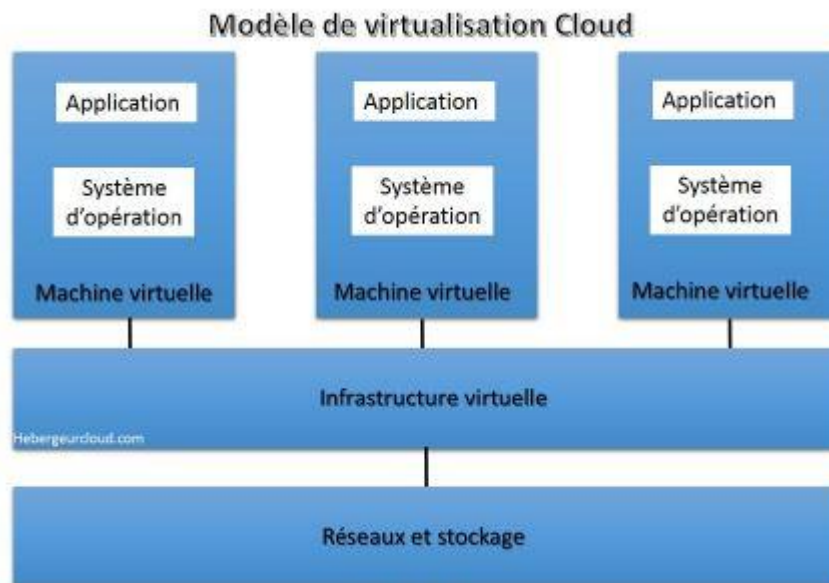 Modèle de virtualisation Cloud
Application
Système
d'opération
Machine virtuelle
Application
Système
d'opération
Machine virtuelle
Application
Système
d'opération
Machine virtuelle
Infrastructure virtuelle
Hebergeurcloud.com
Réseaux et stockage